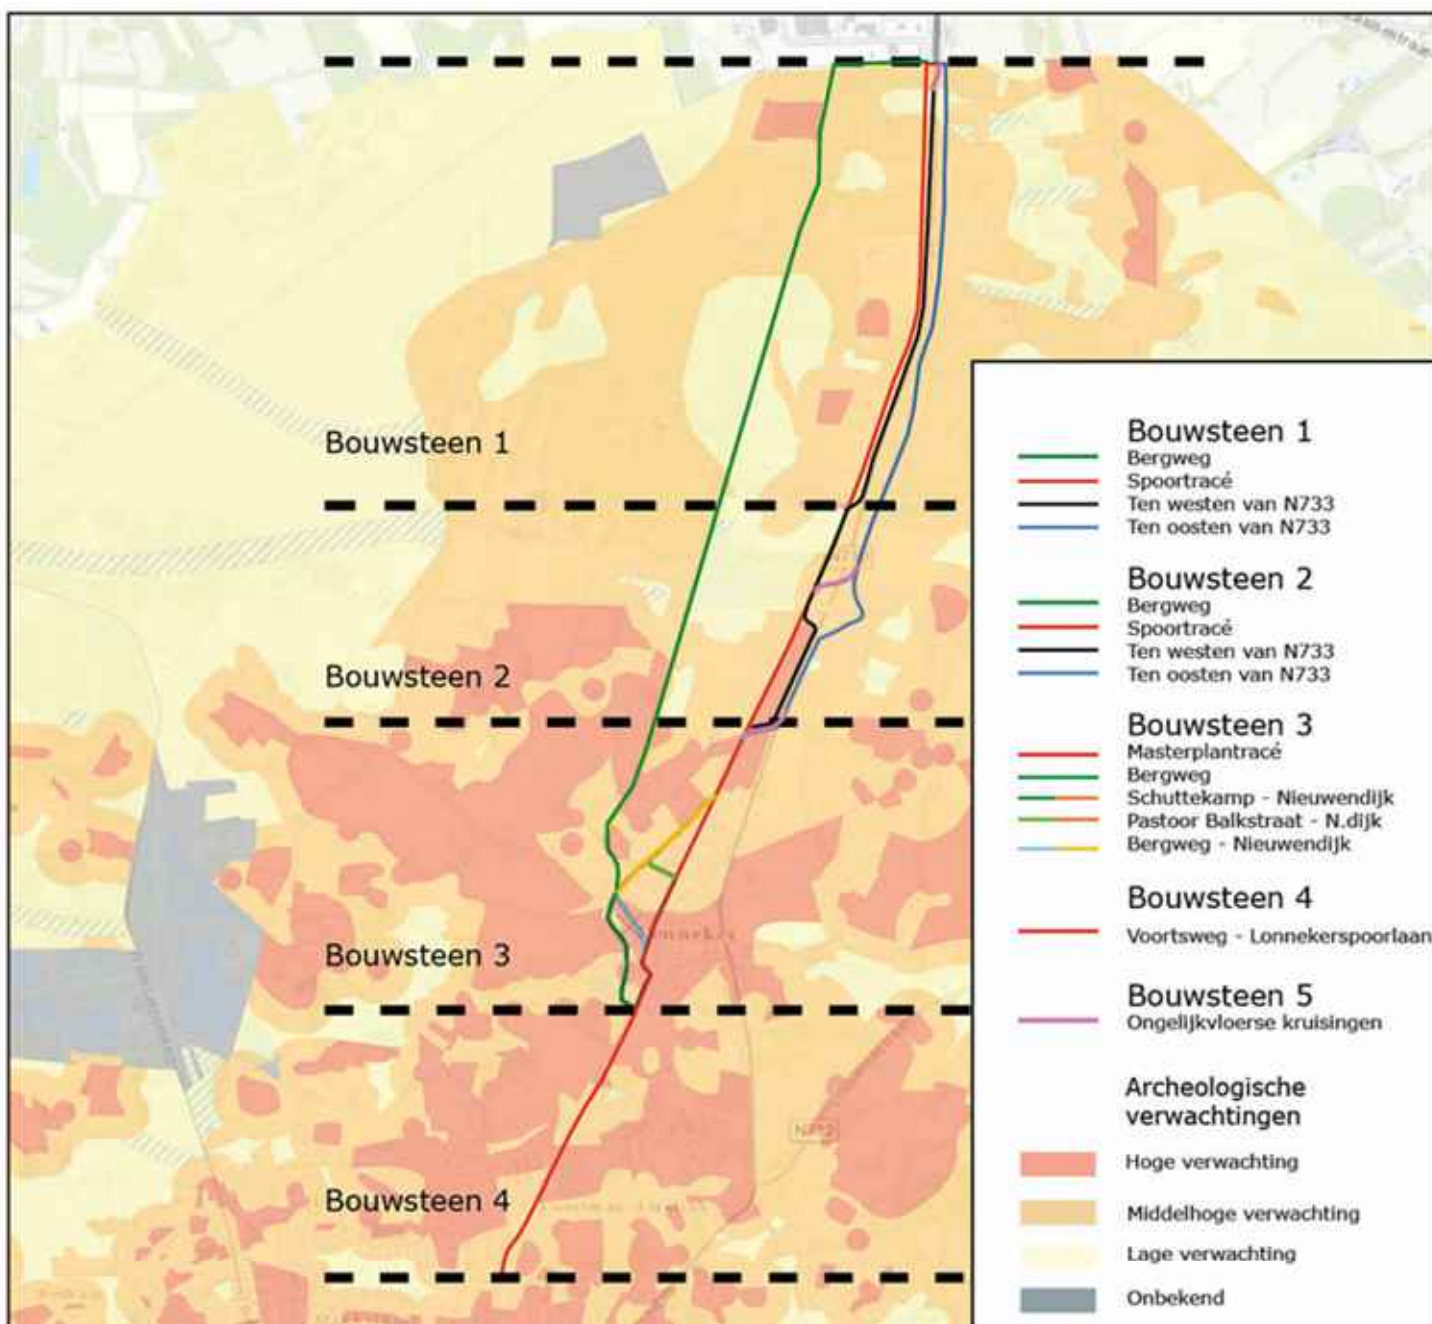 Bouwsteen 1
Bouwsteen 2
Bouwsteen 3
Bouwsteen 4
Bouwsteen 1
Bergweg
Spoortracé
Ten westen van N733
Ten oosten van N733
Bouwsteen 2
Bergweg
Spoortracé
Ten westen van N733
Ten oosten van N733
Bouwsteen 3
Masterplantracé
Bergweg
Schuttekamp - Nieuwendijk
Pastoor Balkstraat - N.dijk
Bergweg - Nieuwendijk
Bouwsteen 4
Voortsweg - Lonnekerspoorlaan
Bouwsteen 5
Ongelijkvloerse kruisingen
Archeologische
verwachtingen
Hoge verwachting
Middelhoge verwachting
Lage verwachting
Onbekend